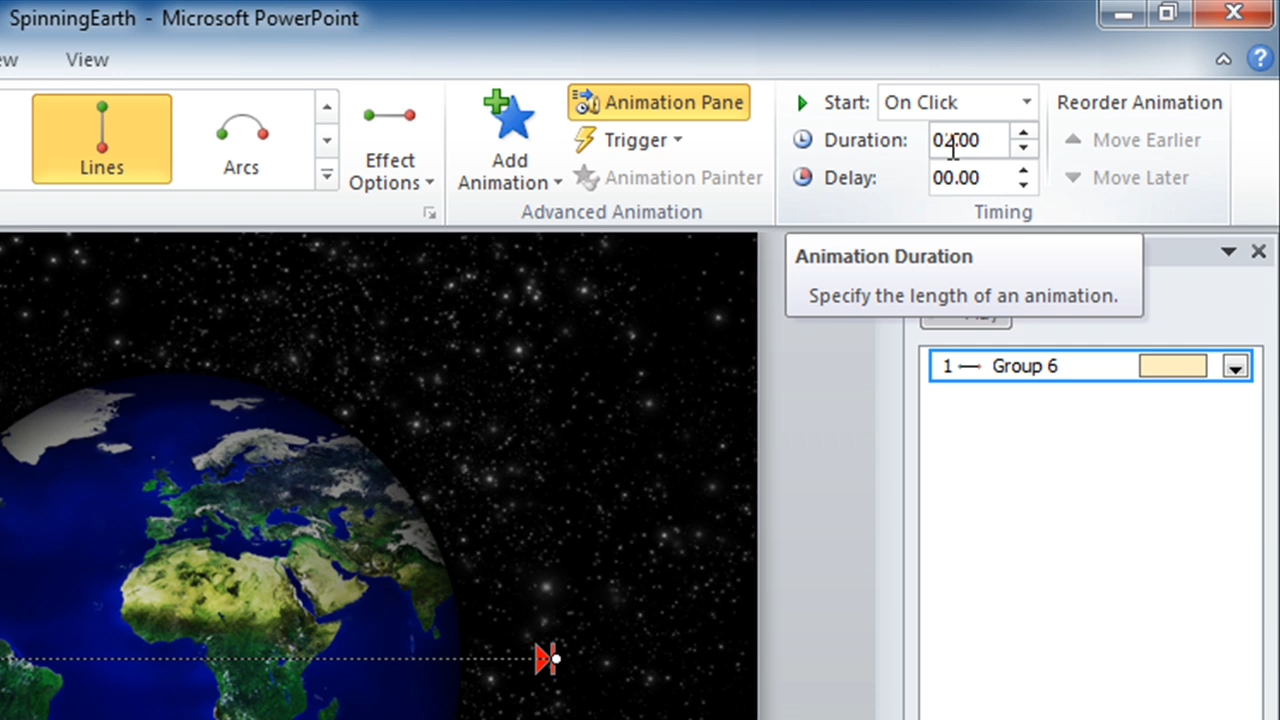 SpinningEarth - Microsoft PowerPoint
View
Lines
Arcs
Effect Options
Add Animation
Animation Pane
Trigger
Animation Painter
Advanced Animation
Start: On Click
Duration: 02.00
Delay: 00.00
Timing
Reorder Animation
Move Earlier
Move Later
Animation Duration
Specify the length of an animation.
1 Group 6